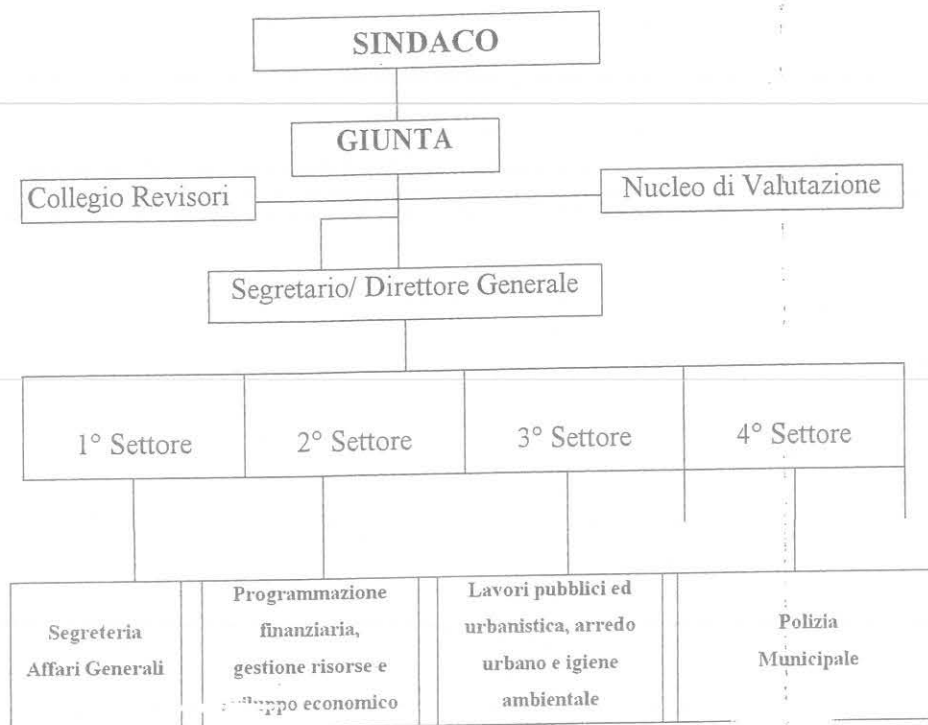 SINDACO
GIUNTA
Collegio Revisori
Nucleo di Valutazione
Segretario/ Direttore Generale
1° Settore
2° Settore
3° Settore
4° Settore
Segreteria
Affari Generali
Programmazione
finanziaria,
gestione risorse e
sviluppo economico
Lavori pubblici ed
urbanistica, arredo
urbano e igiene
ambientale
Polizia
Municipale